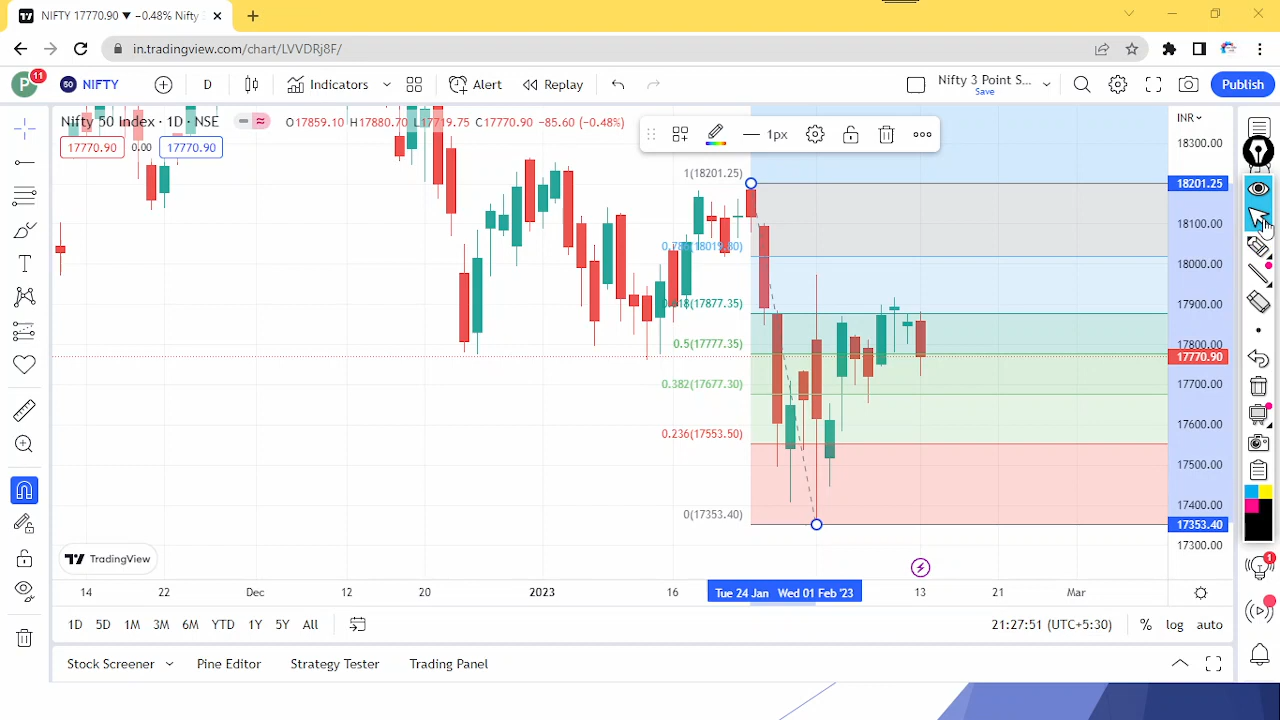 NIFTY 17770.90 ▼ −0.48% Nifty
in.tradingview.com/chart/LVVDRj8F/
P 11 50 NIFTY D Indicators Alert Replay Nifty 3 Point S... Save Publish
Nifty 50 Index · 1D · NSE O17859.10 H17880.70 L17719.75 C17770.90 −85.60 (−0.48%)
17770.90 0.00 17770.90
1px
INR
18300.00
1(18201.25)
18201.25
18100.00
0.786(18019.80)
18000.00
0.618(17877.35)
17900.00
0.5(17777.35)
17800.00
17770.90
0.382(17677.30)
17700.00
17600.00
0.236(17553.50)
17500.00
17400.00
0(17353.40)
17353.40
17300.00
TradingView
14 22 Dec 12 20 2023 16 Tue 24 Jan Wed 01 Feb '23 13 21 Mar
1D 5D 1M 3M 6M YTD 1Y 5Y All 21:27:51 (UTC+5:30) % log auto
Stock Screener Pine Editor Strategy Tester Trading Panel
1